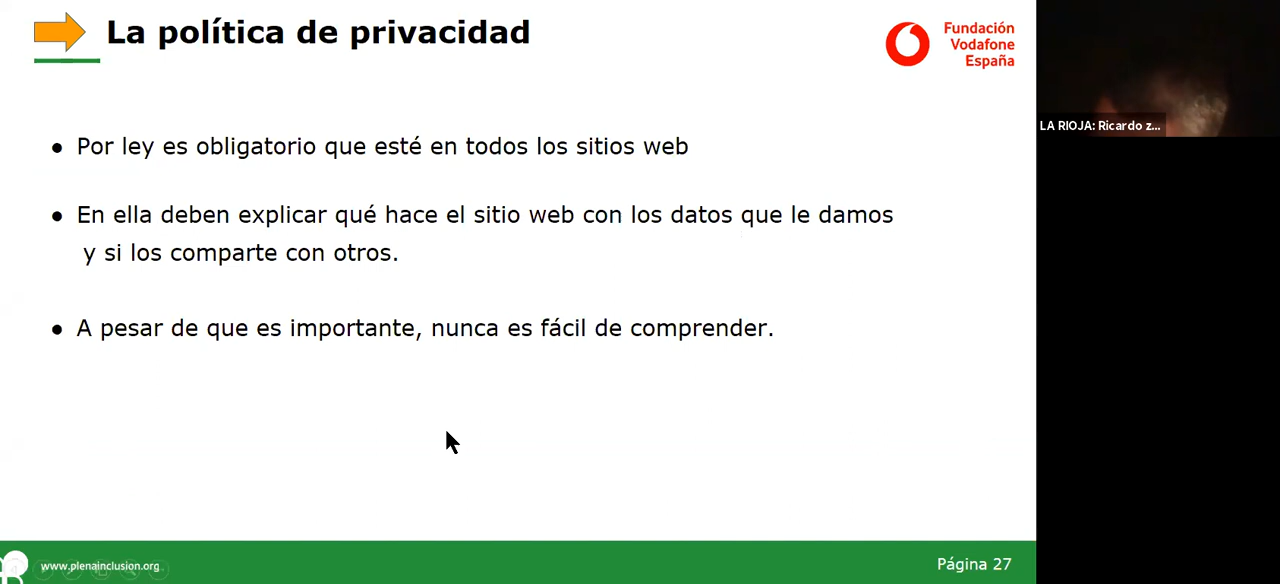 La política de privacidad
Fundación
Vodafone
España
LA RIOJA: Ricardo z...
● Por ley es obligatorio que esté en todos los sitios web
● En ella deben explicar qué hace el sitio web con los datos que le damos
y si los comparte con otros.
● A pesar de que es importante, nunca es fácil de comprender.
www.plenainclusion.org
Página 27